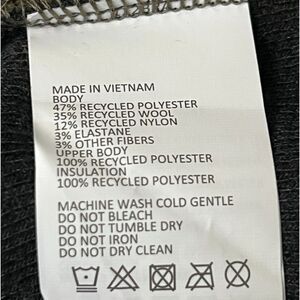 MADE IN VIETNAM
BODY
47% RECYCLED POLYESTER
35% RECYCLED WOOL
12% RECYCLED NYLON
3% ELASTANE
3% OTHER FIBERS
UPPER BODY
100% RECYCLED POLYESTER
INSULATION
100% RECYCLED POLYESTER
MACHINE WASH COLD GENTLE
DO NOT BLEACH
DO NOT TUMBLE DRY
DO NOT IRON
DO NOT DRY CLEAN